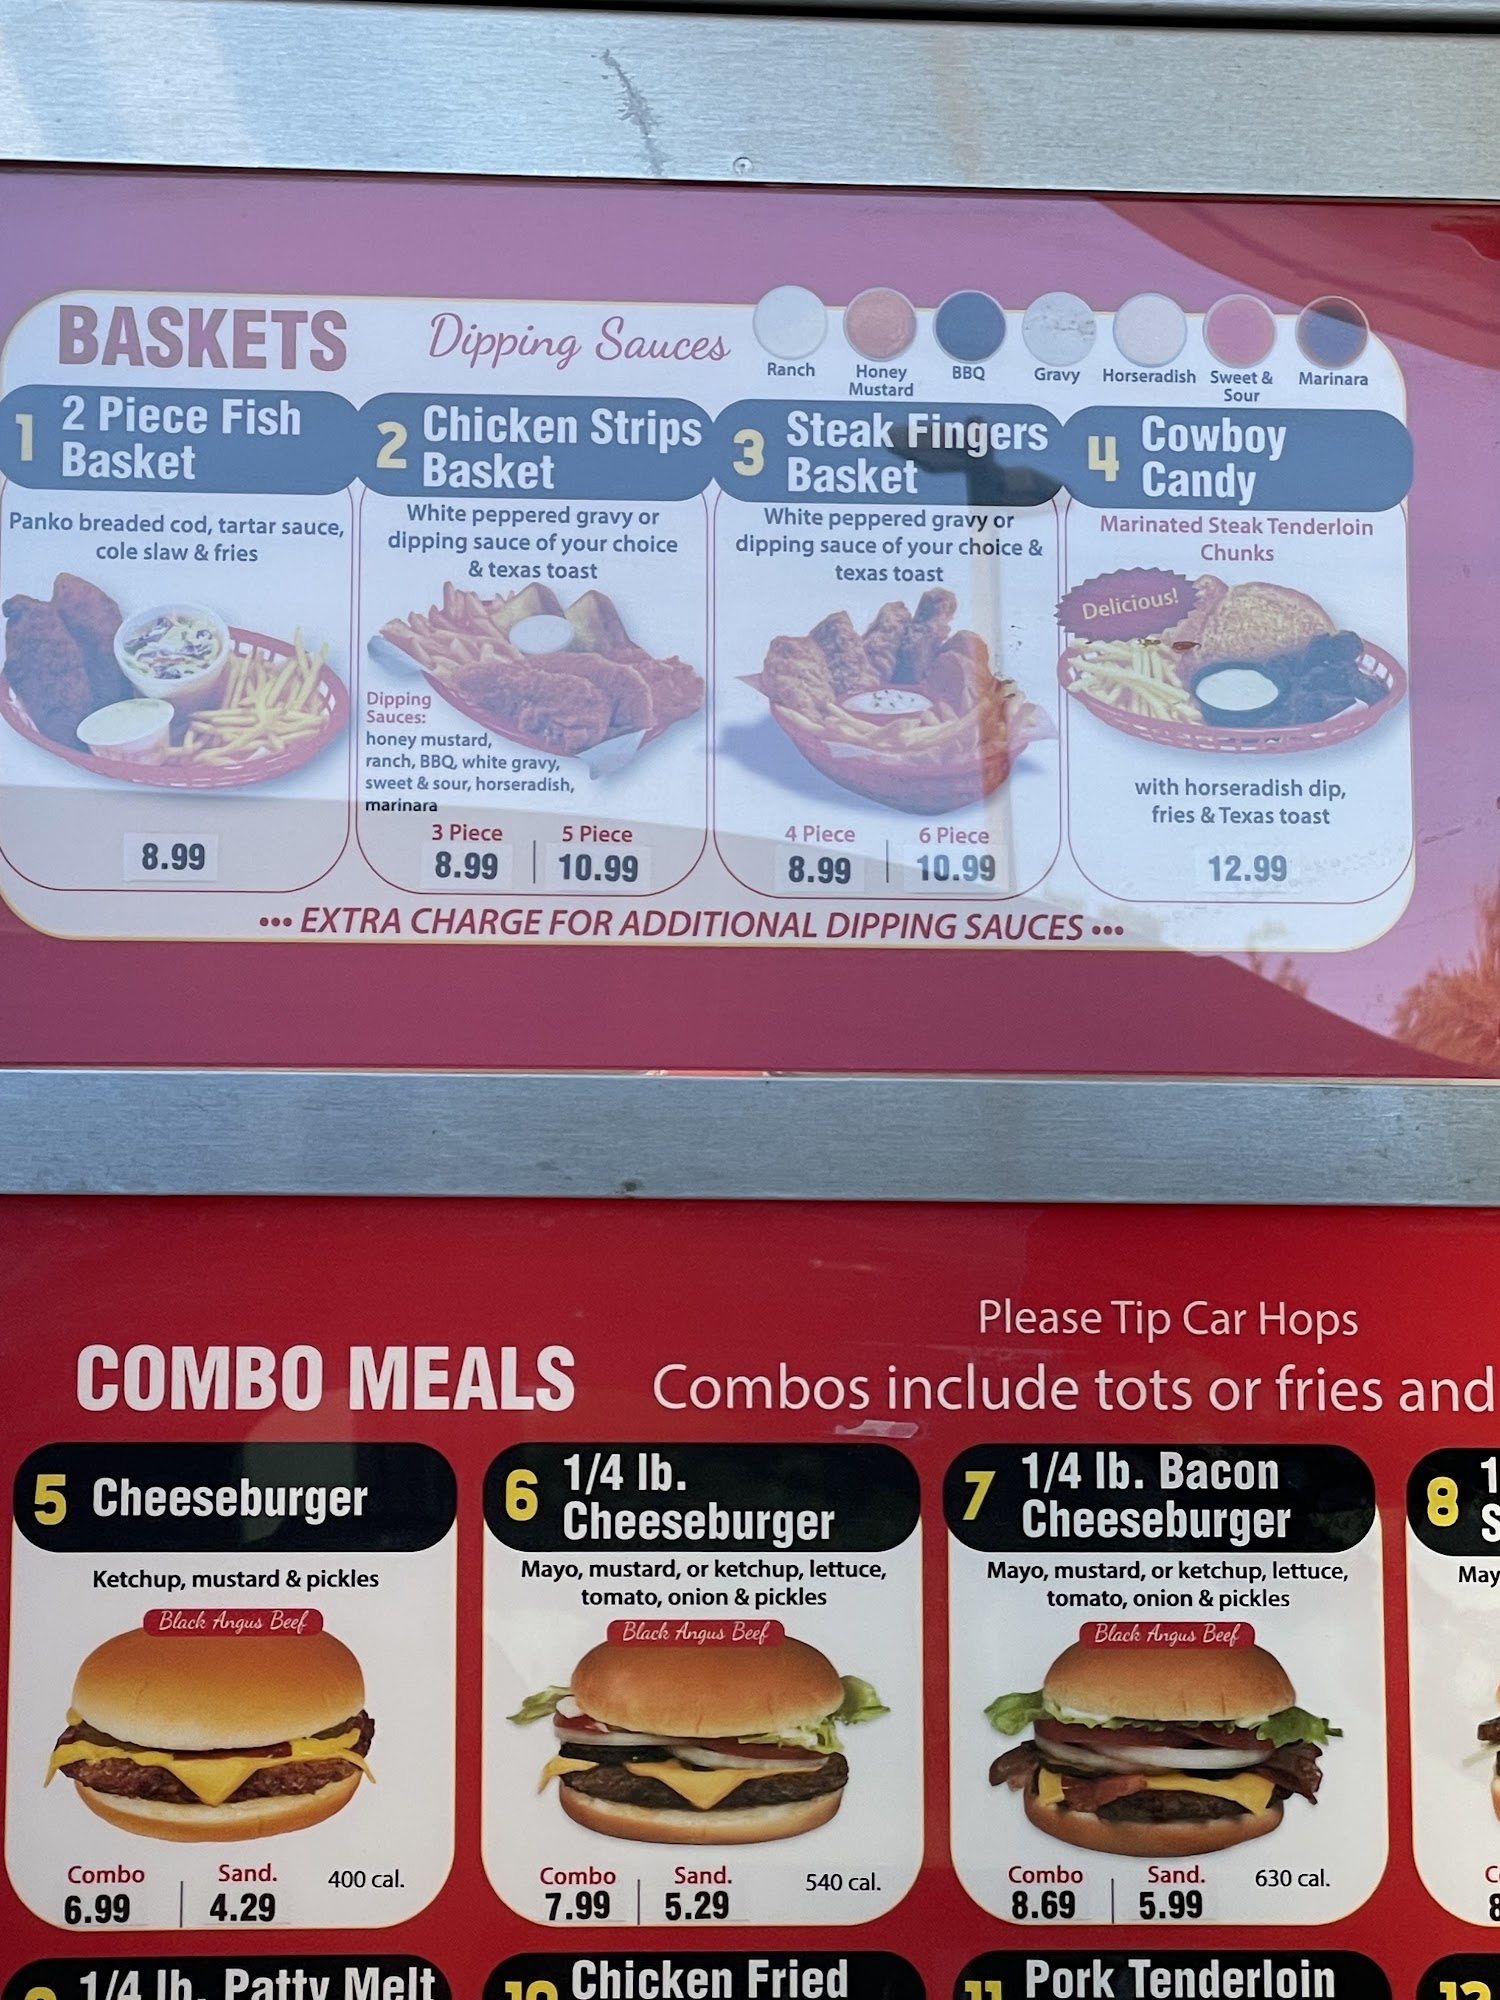 BASKETS
Dipping Sauces
Ranch
Honey
Mustard
BBQ
Gravy
Horseradish
Sweet &
Sour
Marinara
1 2 Piece Fish
Basket
Panko breaded cod, tartar sauce,
cole slaw & fries
8.99
2 Chicken Strips
Basket
White peppered gravy or
dipping sauce of your choice
& texas toast
Dipping
Sauces:
honey mustard,
ranch, BBQ, white gravy,
sweet & sour, horseradish,
marinara
3 Piece 5 Piece
8.99 10.99
3 Steak Fingers
Basket
White peppered gravy or
dipping sauce of your choice &
texas toast
4 Piece 6 Piece
8.99 10.99
4 Cowboy
Candy
Marinated Steak Tenderloin
Chunks
Delicious!
with horseradish dip,
fries & Texas toast
12.99
••• EXTRA CHARGE FOR ADDITIONAL DIPPING SAUCES •••
Please Tip Car Hops
COMBO MEALS Combos include tots or fries and
5 Cheeseburger
Ketchup, mustard & pickles
Black Angus Beef
Combo Sand. 400 cal.
6.99 4.29
6 1/4 lb.
Cheeseburger
Mayo, mustard, or ketchup, lettuce,
tomato, onion & pickles
Black Angus Beef
Combo Sand. 540 cal.
7.99 5.29
7 1/4 lb. Bacon
Cheeseburger
Mayo, mustard, or ketchup, lettuce,
tomato, onion & pickles
Black Angus Beef
Combo Sand. 630 cal.
8.69 5.99
8
1/4 lb. Patty Melt
10 Chicken Fried
11 Pork Tenderloin
12